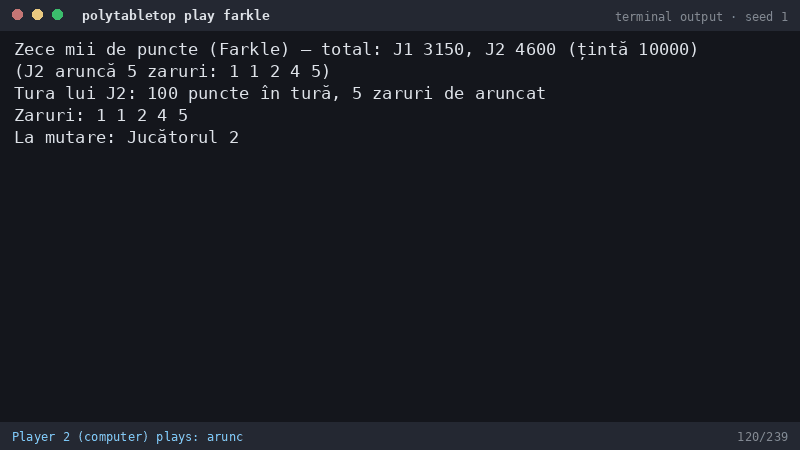 polytabletop play farkle
terminal output · seed 1
Zece mii de puncte (Farkle) — total: J1 3150, J2 4600 (țintă 10000)
(J2 aruncă 5 zaruri: 1 1 2 4 5)
Tura lui J2: 100 puncte în tură, 5 zaruri de aruncat
Zaruri: 1 1 2 4 5
La mutare: Jucătorul 2
Player 2 (computer) plays: arunc
120/239